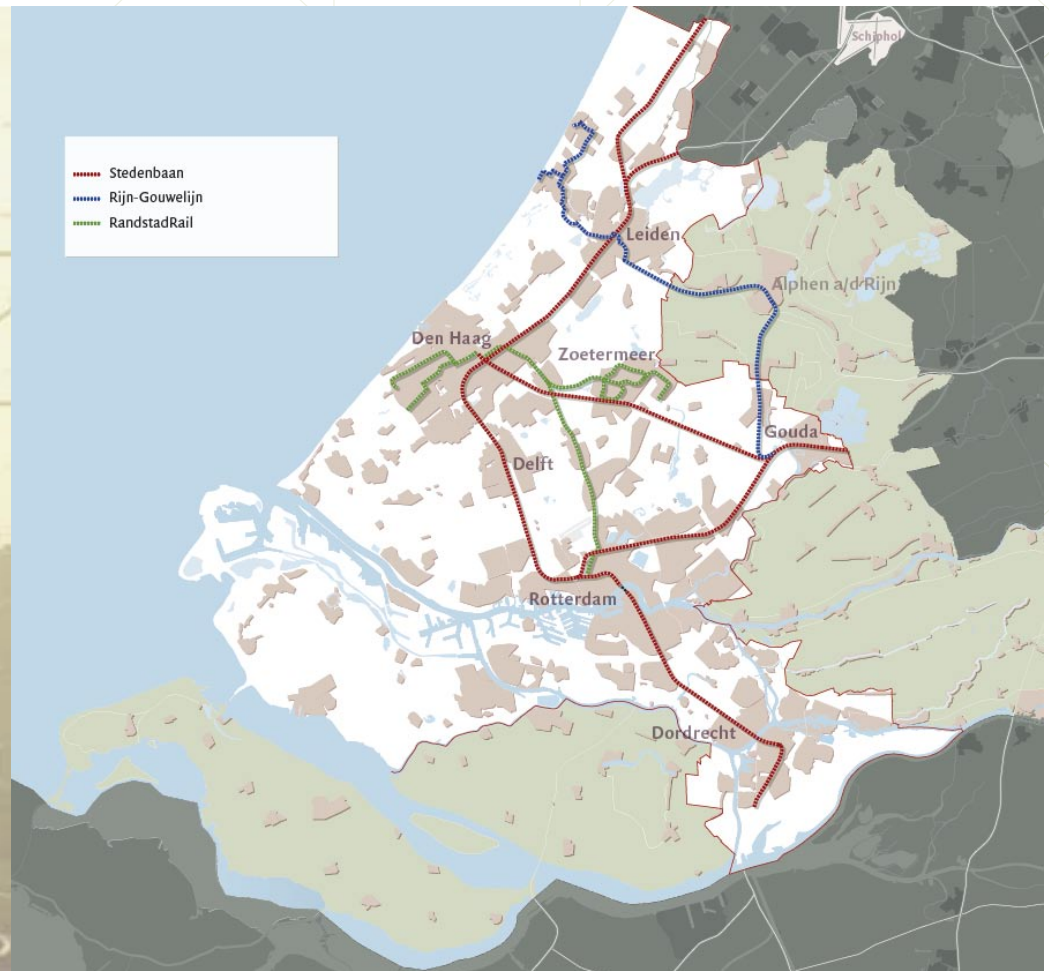 Schiphol
Stedenbaan
Rijn-Gouwelijn
RandstadRail
Leiden
Alphen a/d Rijn
Den Haag
Zoetermeer
Gouda
Delft
Rotterdam
Dordrecht